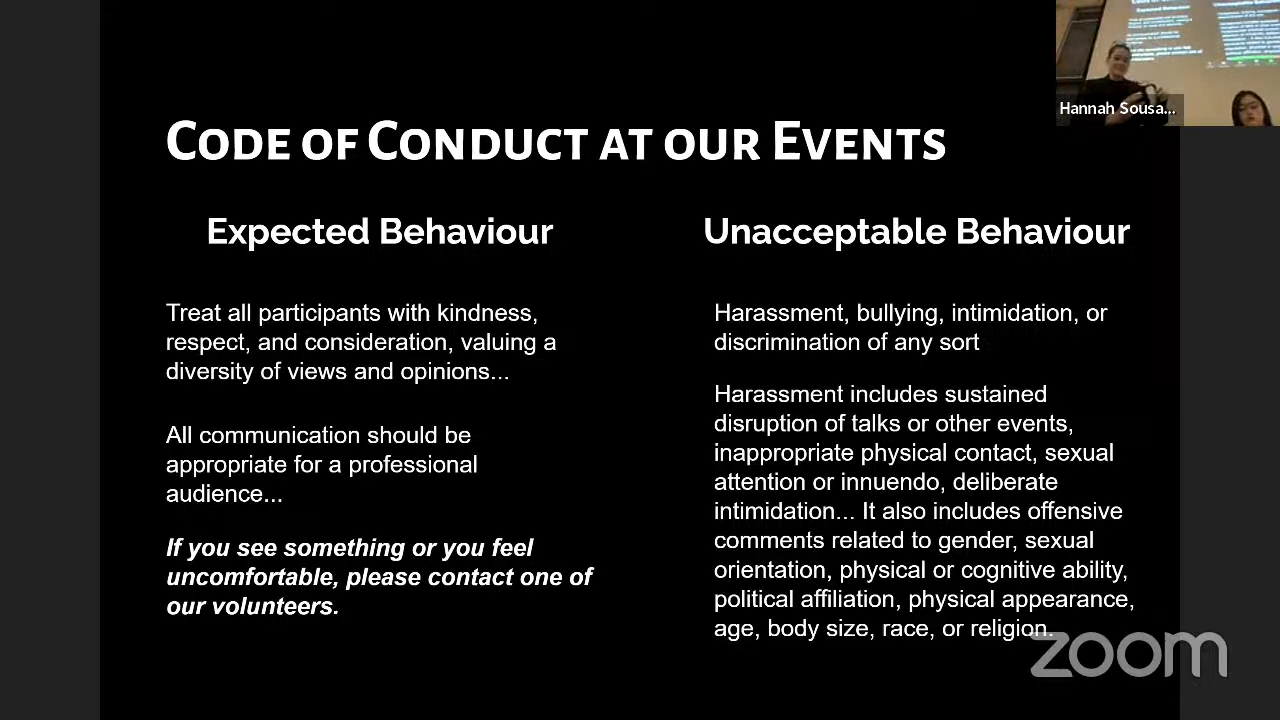 Hannah Sousa...
CODE OF CONDUCT AT OUR EVENTS
Expected Behaviour
Treat all participants with kindness,
respect, and consideration, valuing a
diversity of views and opinions...
All communication should be
appropriate for a professional
audience...
If you see something or you feel
uncomfortable, please contact one of
our volunteers.
Unacceptable Behaviour
Harassment, bullying, intimidation, or
discrimination of any sort
Harassment includes sustained
disruption of talks or other events,
inappropriate physical contact, sexual
attention or innuendo, deliberate
intimidation... It also includes offensive
comments related to gender, sexual
orientation, physical or cognitive ability,
political affiliation, physical appearance,
age, body size, race, or religion.
zoom